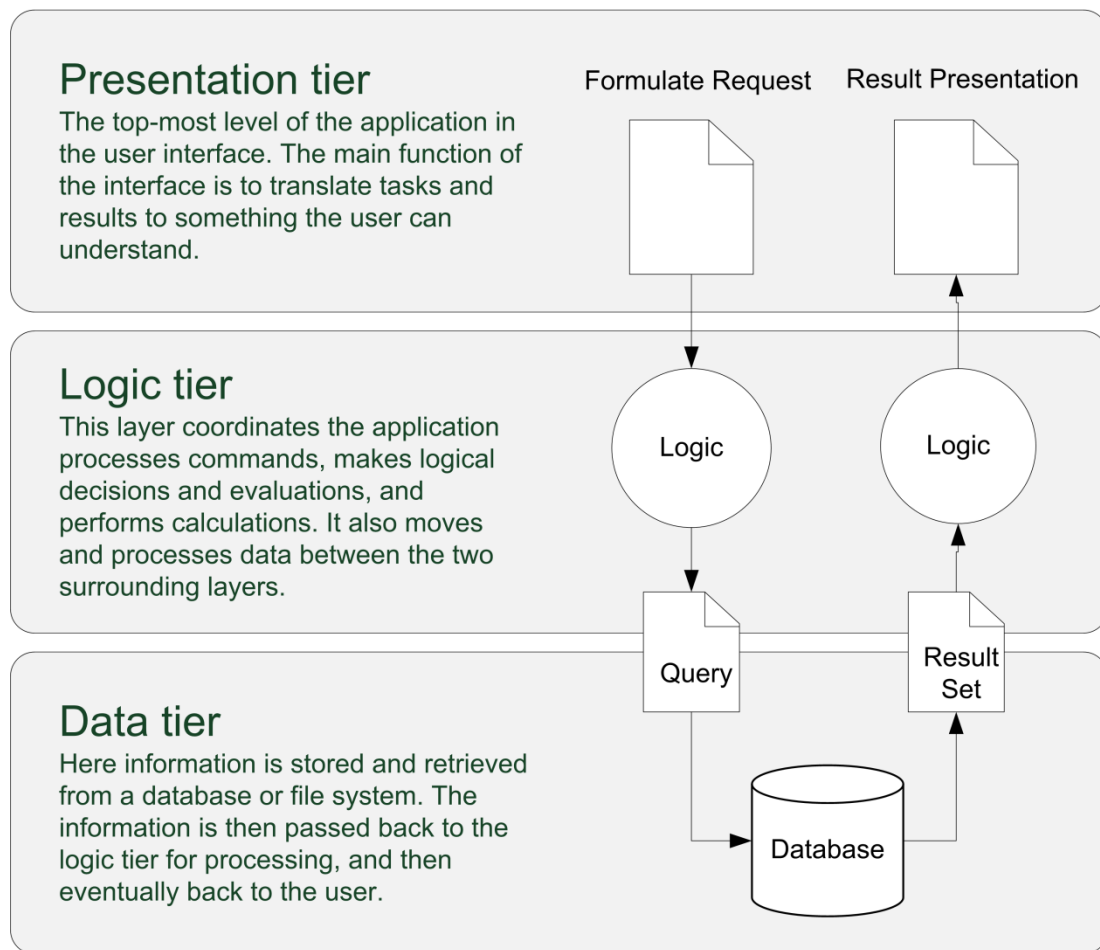 Presentation tier
The top-most level of the application in
the user interface. The main function of
the interface is to translate tasks and
results to something the user can
understand.
Formulate Request
Result Presentation
Logic tier
This layer coordinates the application
processes commands, makes logical
decisions and evaluations, and
performs calculations. It also moves
and processes data between the two
surrounding layers.
Logic
Logic
Query
Result
Set
Data tier
Here information is stored and retrieved
from a database or file system. The
information is then passed back to the
logic tier for processing, and then
eventually back to the user.
Database